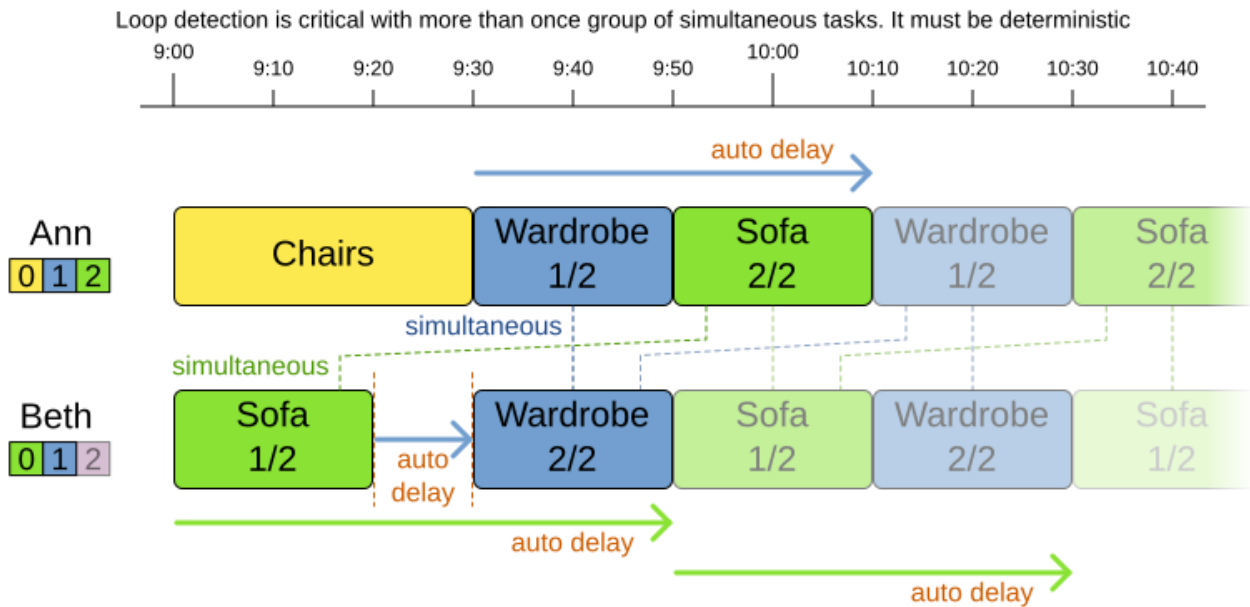 Loop detection is critical with more than once group of simultaneous tasks. It must be deterministic
9:00 9:10 9:20 9:30 9:40 9:50 10:00 10:10 10:20 10:30 10:40
auto delay
Ann
0 1 2
Chairs
Wardrobe
1/2
Sofa
2/2
Wardrobe
1/2
Sofa
2/2
simultaneous
simultaneous
Beth
0 1 2
Sofa
1/2
auto
delay
Wardrobe
2/2
Sofa
1/2
Wardrobe
2/2
Sofa
1/2
auto delay
auto delay